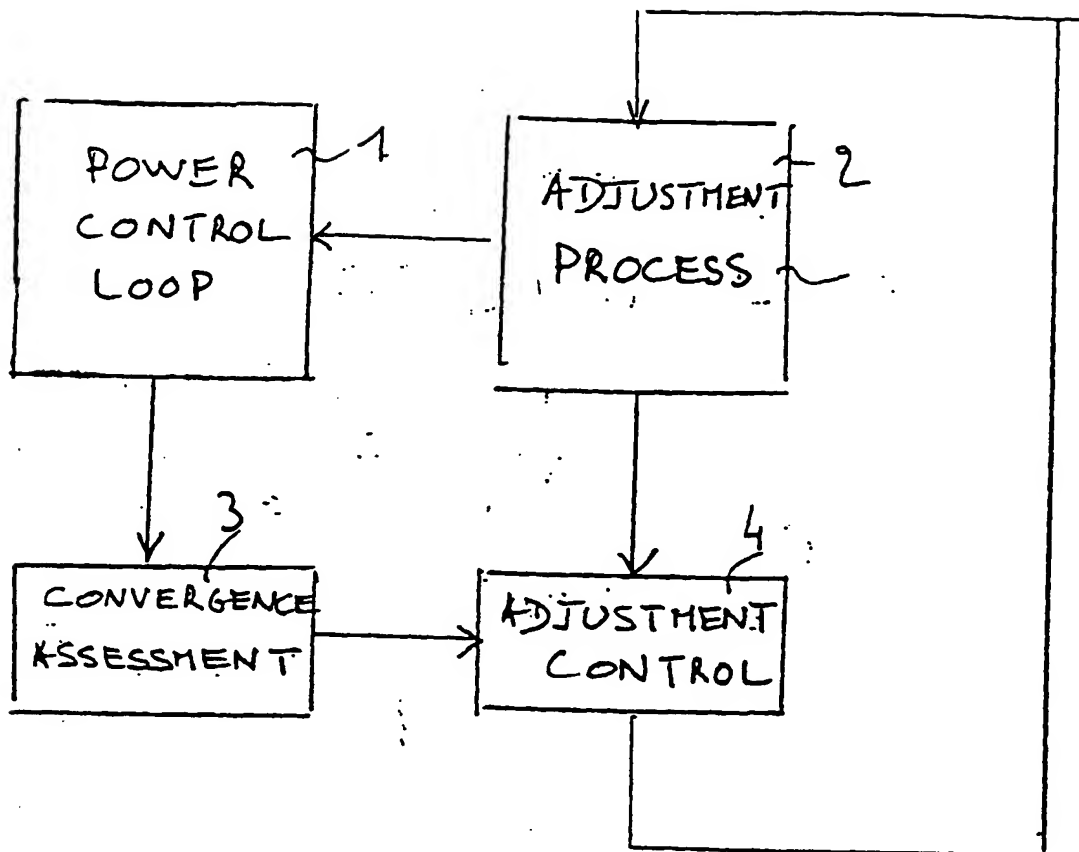 POWER
CONTROL
LOOP
1
ADJUSTMENT
PROCESS
2
3
CONVERGENCE
ASSESSMENT
4
ADJUSTMENT
CONTROL